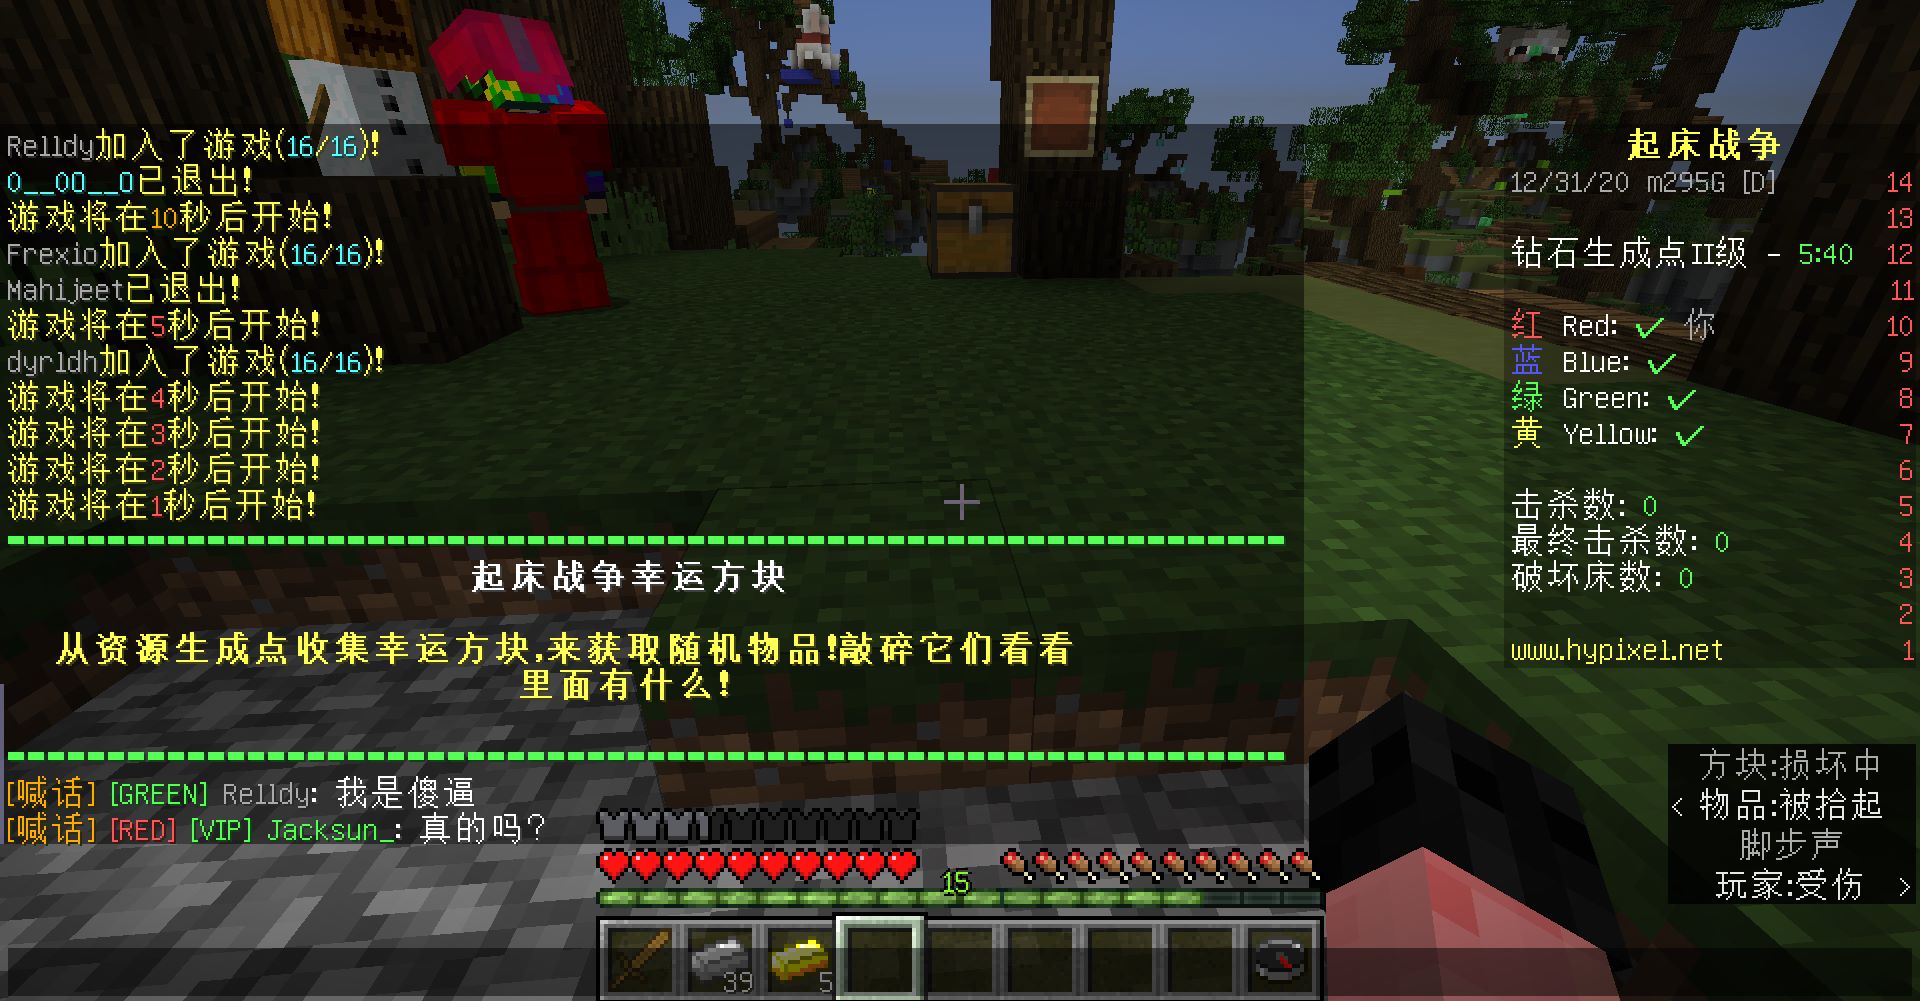 Relldy加入了游戏(16/16)!
0__00__0已退出!
游戏将在10秒后开始!
Frexio加入了游戏(16/16)!
Mahijeet已退出!
游戏将在5秒后开始!
dyrldh加入了游戏(16/16)!
游戏将在4秒后开始!
游戏将在3秒后开始!
游戏将在2秒后开始!
游戏将在1秒后开始!
起床战争幸运方块
从资源生成点收集幸运方块,来获取随机物品!敲碎它们看看
里面有什么!
[喊话] [GREEN] Relldy: 我是傻逼
[喊话] [RED] [VIP] Jacksun_: 真的吗?
起床战争
12/31/20 m295G [D] 14
13
钻石生成点II级 - 5:40 12
11
红 Red: ✓ 你 10
蓝 Blue: ✓ 9
绿 Green: ✓ 8
黄 Yellow: ✓ 7
6
击杀数: 0 5
最终击杀数: 0 4
破坏床数: 0 3
2
www.hypixel.net 1
方块:损坏中
< 物品:被拾起
脚步声
玩家:受伤 >
15
39
5